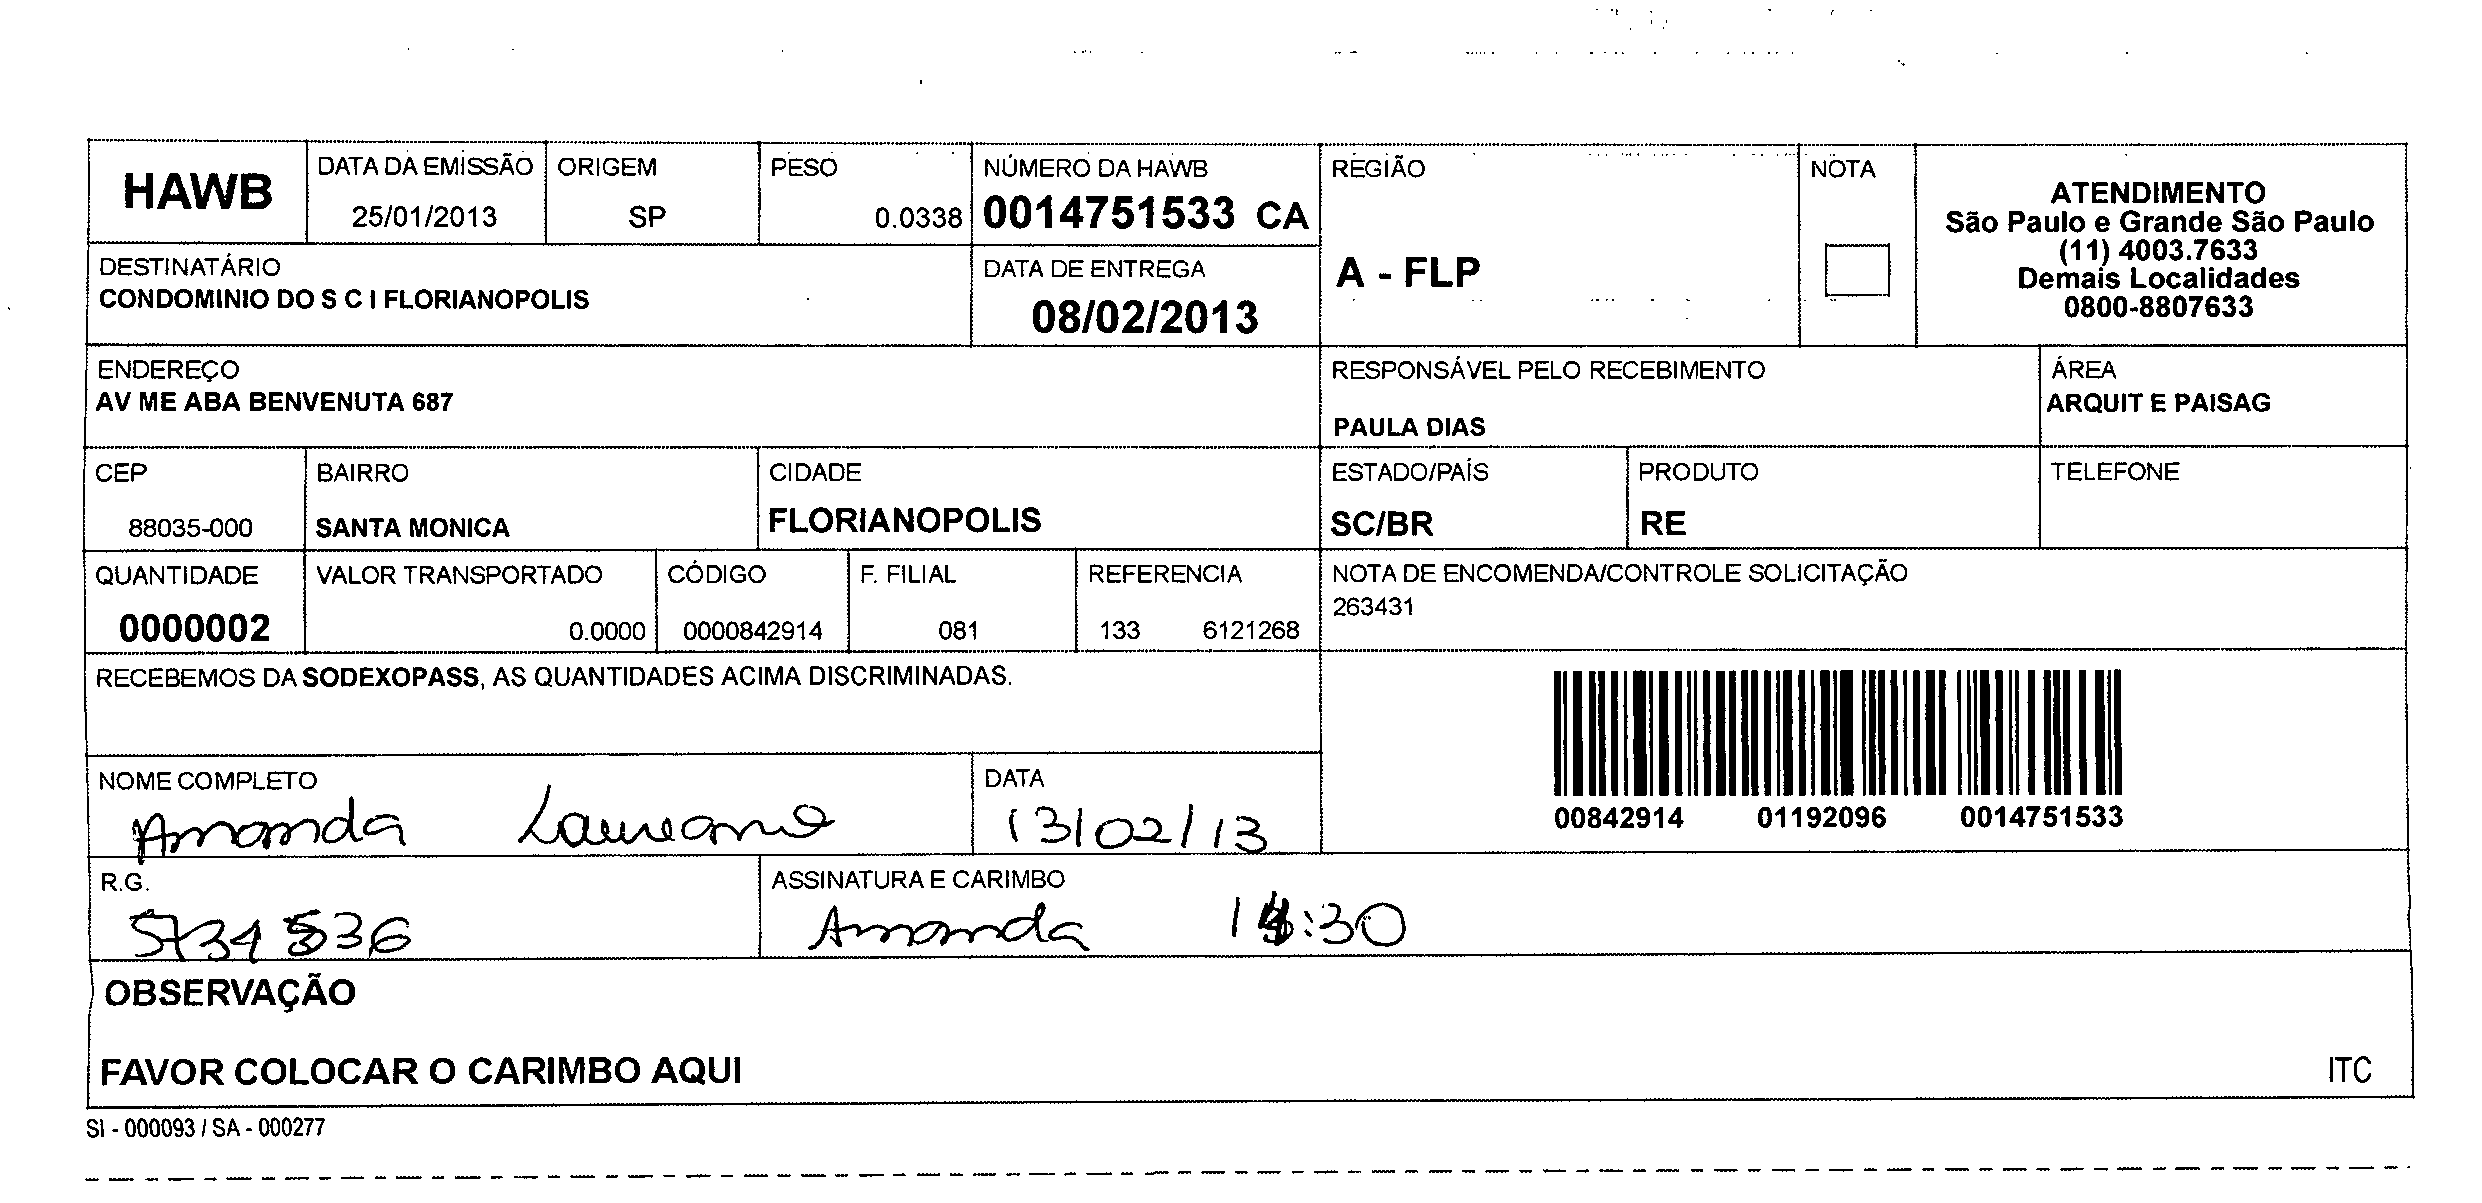 HAWB
DATA DA EMISSÃO
25/01/2013
ORIGEM
SP
PESO
0.0338
NÚMERO DA HAWB
0014751533 CA
REGIÃO
A - FLP
NOTA
ATENDIMENTO
São Paulo e Grande São Paulo
(11) 4003.7633
Demais Localidades
0800-8807633
DESTINATÁRIO
CONDOMINIO DO S C I FLORIANOPOLIS
DATA DE ENTREGA
08/02/2013
ENDEREÇO
AV ME ABA BENVENUTA 687
RESPONSÁVEL PELO RECEBIMENTO
PAULA DIAS
ÁREA
ARQUIT E PAISAG
CEP
88035-000
BAIRRO
SANTA MONICA
CIDADE
FLORIANOPOLIS
ESTADO/PAÍS
SC/BR
PRODUTO
RE
TELEFONE
QUANTIDADE
0000002
VALOR TRANSPORTADO
0.0000
CÓDIGO
0000842914
F. FILIAL
081
REFERENCIA
133 6121268
NOTA DE ENCOMENDA/CONTROLE SOLICITAÇÃO
263431
RECEBEMOS DA SODEXOPASS, AS QUANTIDADES ACIMA DISCRIMINADAS.
00842914 01192096 0014751533
NOME COMPLETO
Amanda Laureano
DATA
13/02/13
R.G.
ASSINATURA E CARIMBO
Amanda
OBSERVAÇÃO
FAVOR COLOCAR O CARIMBO AQUI
ITC
SI - 000093 / SA - 000277